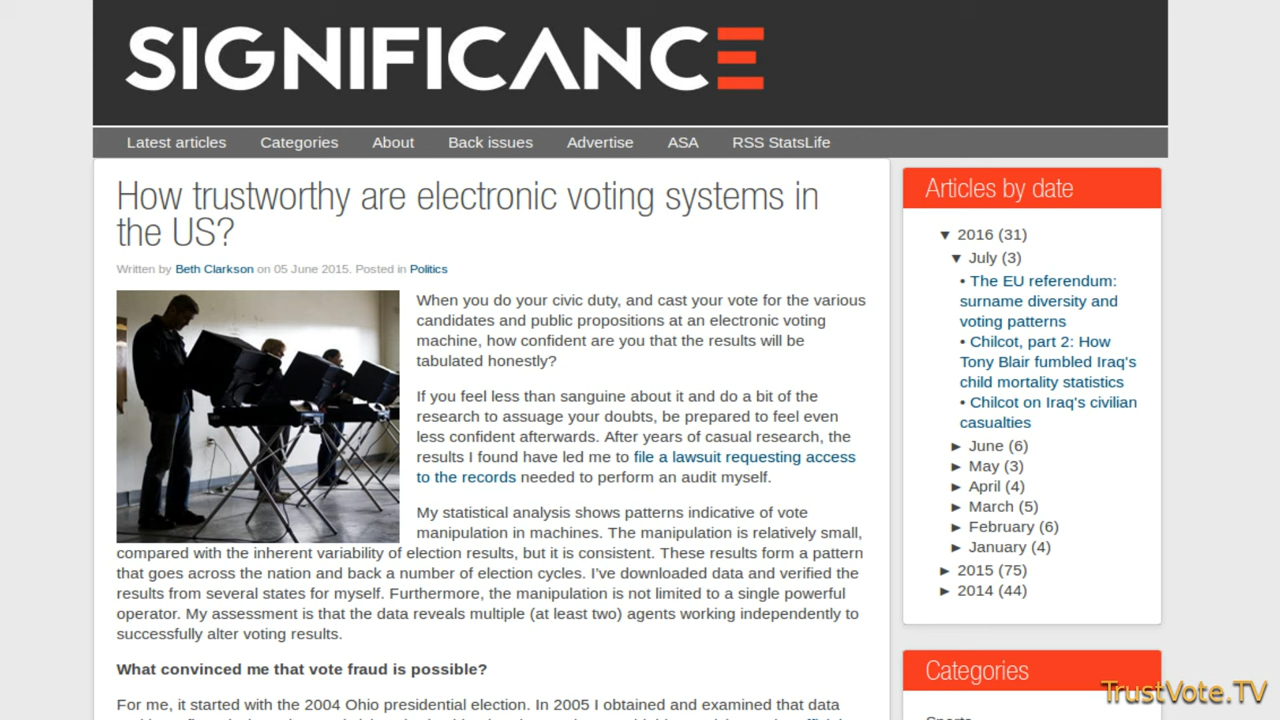 SIGNIFICANCE
Latest articles Categories About Back issues Advertise ASA RSS StatsLife
How trustworthy are electronic voting systems in
the US?
Written by Beth Clarkson on 05 June 2015. Posted in Politics
When you do your civic duty, and cast your vote for the various
candidates and public propositions at an electronic voting
machine, how confident are you that the results will be
tabulated honestly?
If you feel less than sanguine about it and do a bit of the
research to assuage your doubts, be prepared to feel even
less confident afterwards. After years of casual research, the
results I found have led me to file a lawsuit requesting access
to the records needed to perform an audit myself.
My statistical analysis shows patterns indicative of vote
manipulation in machines. The manipulation is relatively small,
compared with the inherent variability of election results, but it is consistent. These results form a pattern
that goes across the nation and back a number of election cycles. I've downloaded data and verified the
results from several states for myself. Furthermore, the manipulation is not limited to a single powerful
operator. My assessment is that the data reveals multiple (at least two) agents working independently to
successfully alter voting results.
What convinced me that vote fraud is possible?
For me, it started with the 2004 Ohio presidential election. In 2005 I obtained and examined that data
Articles by date
▼ 2016 (31)
▼ July (3)
• The EU referendum:
surname diversity and
voting patterns
• Chilcot, part 2: How
Tony Blair fumbled Iraq's
child mortality statistics
• Chilcot on Iraq's civilian
casualties
► June (6)
► May (3)
► April (4)
► March (5)
► February (6)
► January (4)
► 2015 (75)
► 2014 (44)
Categories
TrustVote.TV